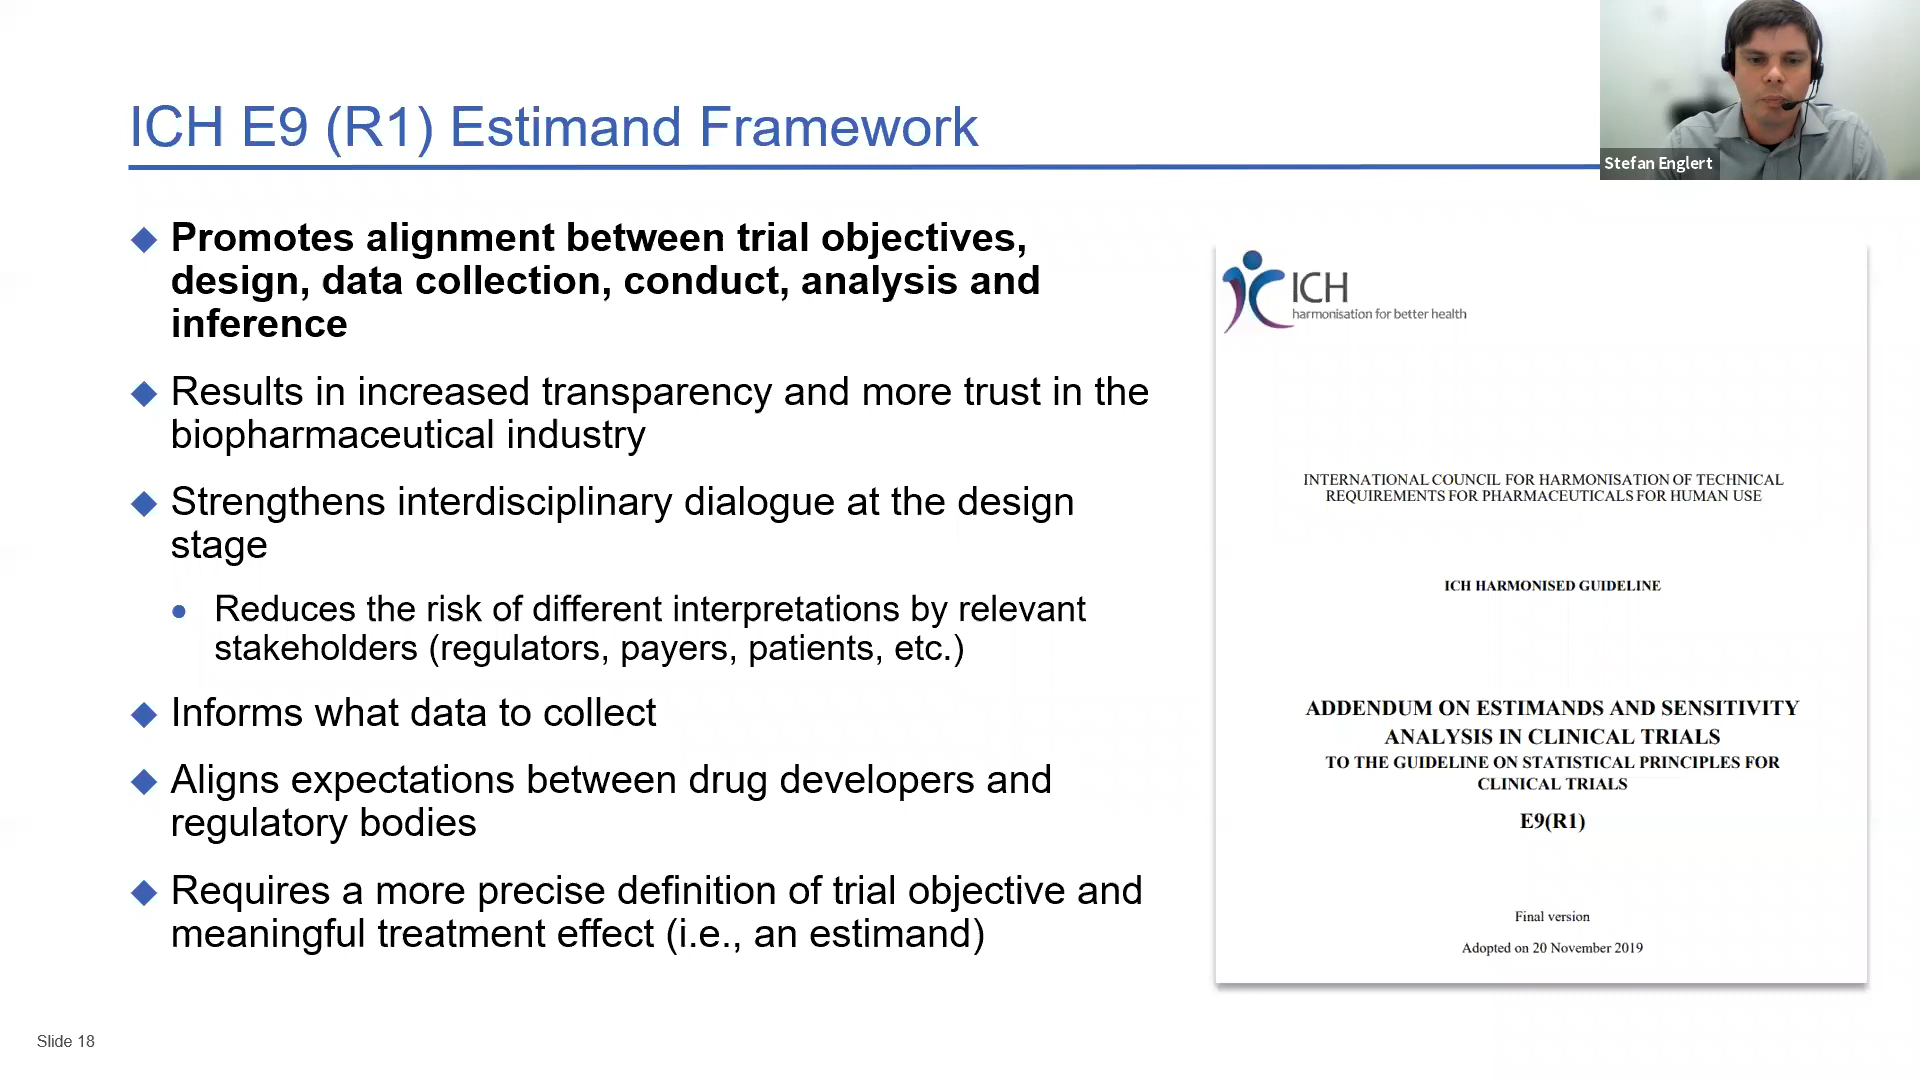 ICH E9 (R1) Estimand Framework
Stefan Englert
Promotes alignment between trial objectives,
design, data collection, conduct, analysis and
inference
Results in increased transparency and more trust in the
biopharmaceutical industry
Strengthens interdisciplinary dialogue at the design
stage
Reduces the risk of different interpretations by relevant
stakeholders (regulators, payers, patients, etc.)
Informs what data to collect
Aligns expectations between drug developers and
regulatory bodies
Requires a more precise definition of trial objective and
meaningful treatment effect (i.e., an estimand)
ICH
harmonisation for better health
INTERNATIONAL COUNCIL FOR HARMONISATION OF TECHNICAL
REQUIREMENTS FOR PHARMACEUTICALS FOR HUMAN USE
ICH HARMONISED GUIDELINE
ADDENDUM ON ESTIMANDS AND SENSITIVITY
ANALYSIS IN CLINICAL TRIALS
TO THE GUIDELINE ON STATISTICAL PRINCIPLES FOR
CLINICAL TRIALS
E9(R1)
Final version
Adopted on 20 November 2019
Slide 18